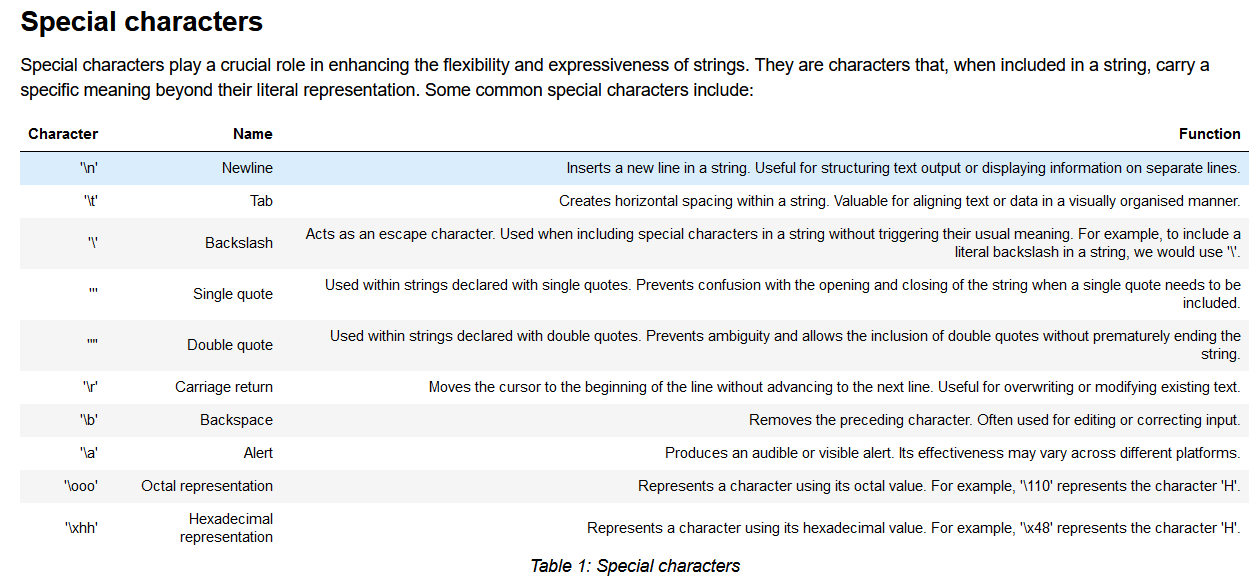 Special characters
Special characters play a crucial role in enhancing the flexibility and expressiveness of strings. They are characters that, when included in a string, carry a
specific meaning beyond their literal representation. Some common special characters include:
Character Name Function
'\n' Newline Inserts a new line in a string. Useful for structuring text output or displaying information on separate lines.
'\t' Tab Creates horizontal spacing within a string. Valuable for aligning text or data in a visually organised manner.
'\' Backslash Acts as an escape character. Used when including special characters in a string without triggering their usual meaning. For example, to include a
literal backslash in a string, we would use '\'.
''' Single quote Used within strings declared with single quotes. Prevents confusion with the opening and closing of the string when a single quote needs to be
included.
'"' Double quote Used within strings declared with double quotes. Prevents ambiguity and allows the inclusion of double quotes without prematurely ending the
string.
'\r' Carriage return Moves the cursor to the beginning of the line without advancing to the next line. Useful for overwriting or modifying existing text.
'\b' Backspace Removes the preceding character. Often used for editing or correcting input.
'\a' Alert Produces an audible or visible alert. Its effectiveness may vary across different platforms.
'\ooo' Octal representation Represents a character using its octal value. For example, '\110' represents the character 'H'.
'\xhh' Hexadecimal
representation Represents a character using its hexadecimal value. For example, '\x48' represents the character 'H'.
Table 1: Special characters